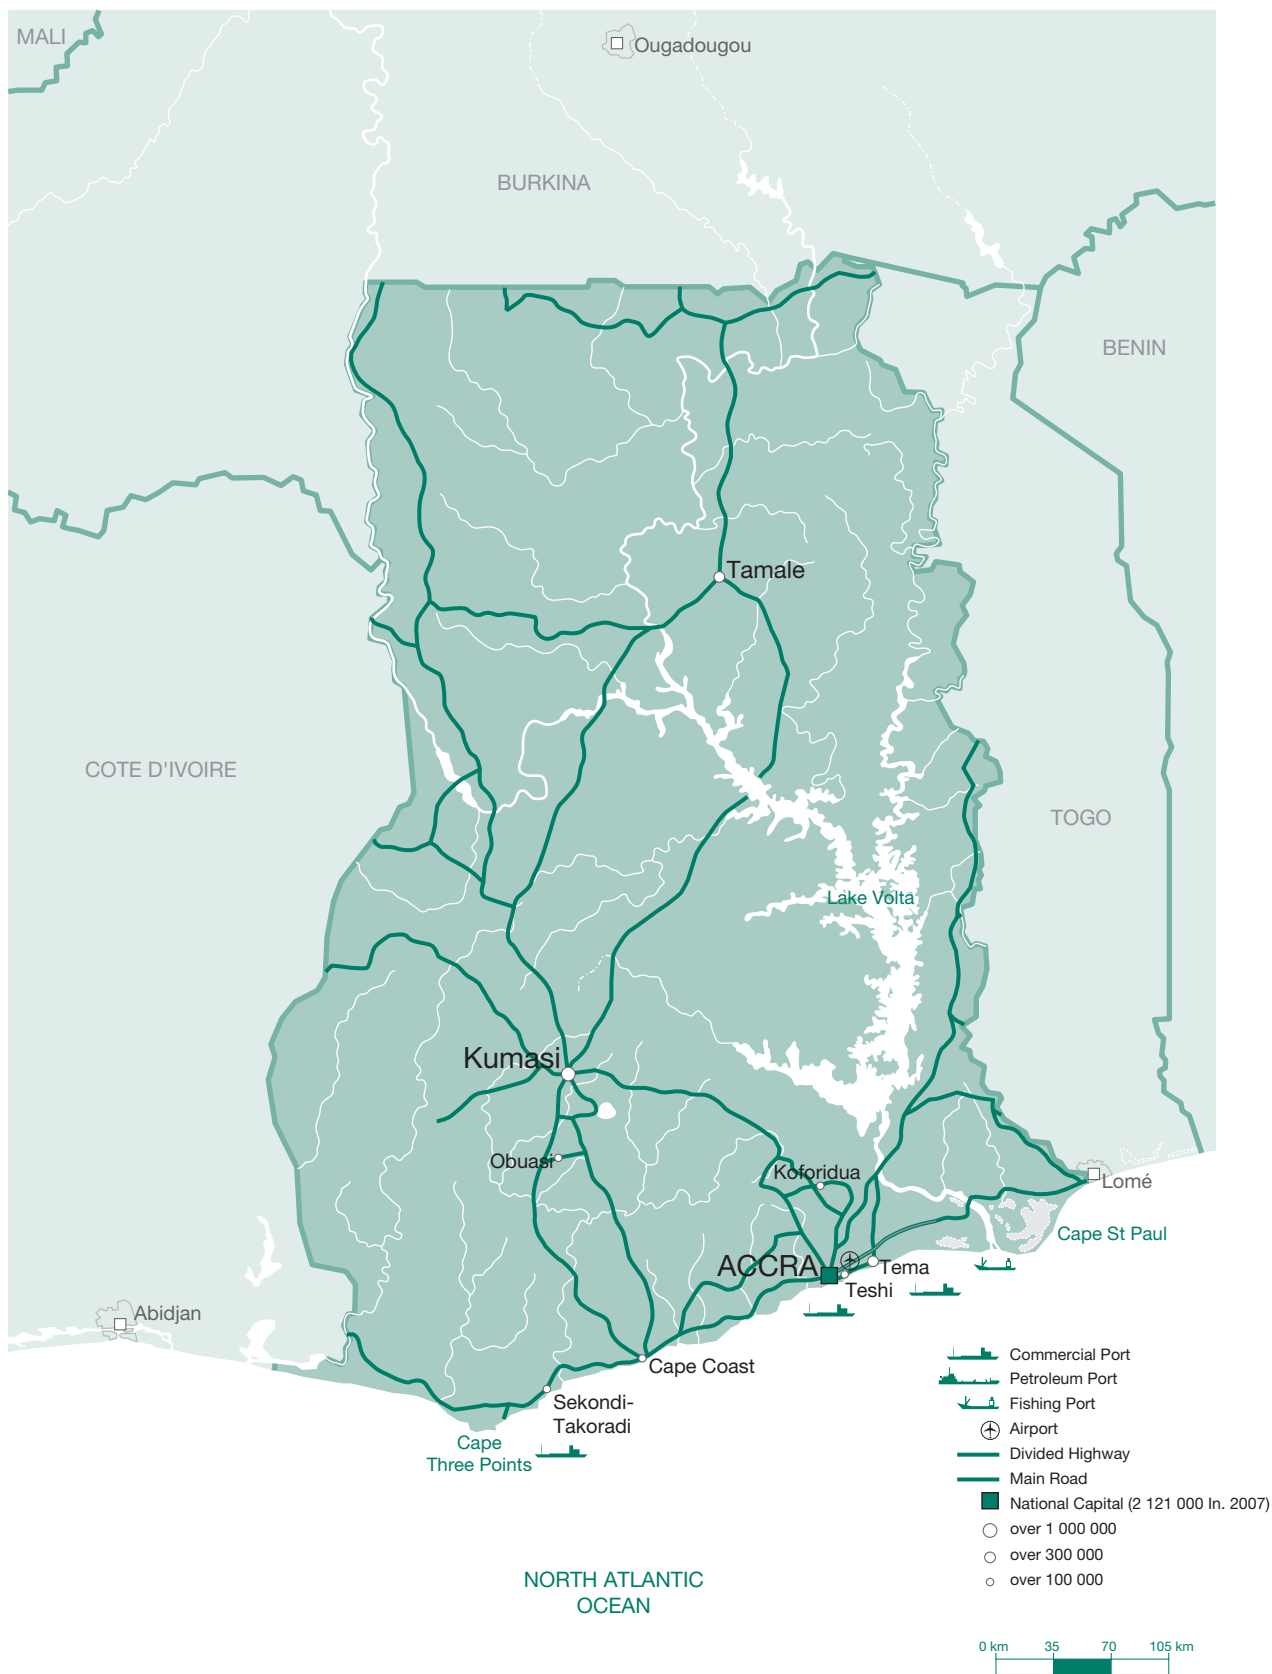 MALI
Ougadougou
BURKINA
BENIN
Tamale
COTE D'IVOIRE
TOGO
Lake Volta
Kumasi
Obuasi
Koforidua
Lomé
Cape St Paul
ACCRA
Tema
Teshi
Abidjan
Cape Coast
Sekondi-
Takoradi
Cape
Three Points
Commercial Port
Petroleum Port
Fishing Port
Airport
Divided Highway
Main Road
National Capital (2 121 000 In. 2007)
over 1 000 000
over 300 000
over 100 000
NORTH ATLANTIC
OCEAN
0 km 35 70 105 km